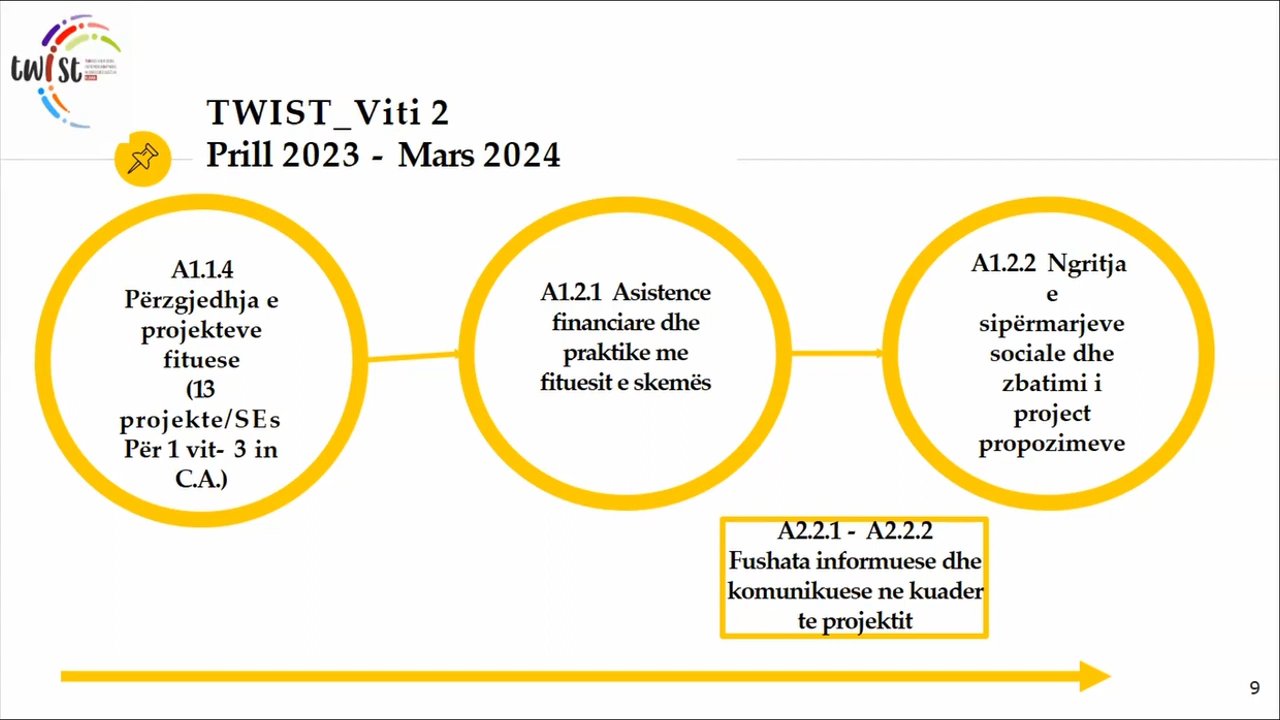 twist
TWIST_Viti 2
Prill 2023 - Mars 2024
A1.1.4
Përzgjedhja e
projekteve
fituese
(13
projekte/SEs
Për 1 vit- 3 in
C.A.)
A1.2.1 Asistence
financiare dhe
praktike me
fituesit e skemës
A1.2.2 Ngritja
e
sipërmarjeve
sociale dhe
zbatimi i
project
propozimeve
A2.2.1 - A2.2.2
Fushata informuese dhe
komunikuese ne kuader
te projektit
9